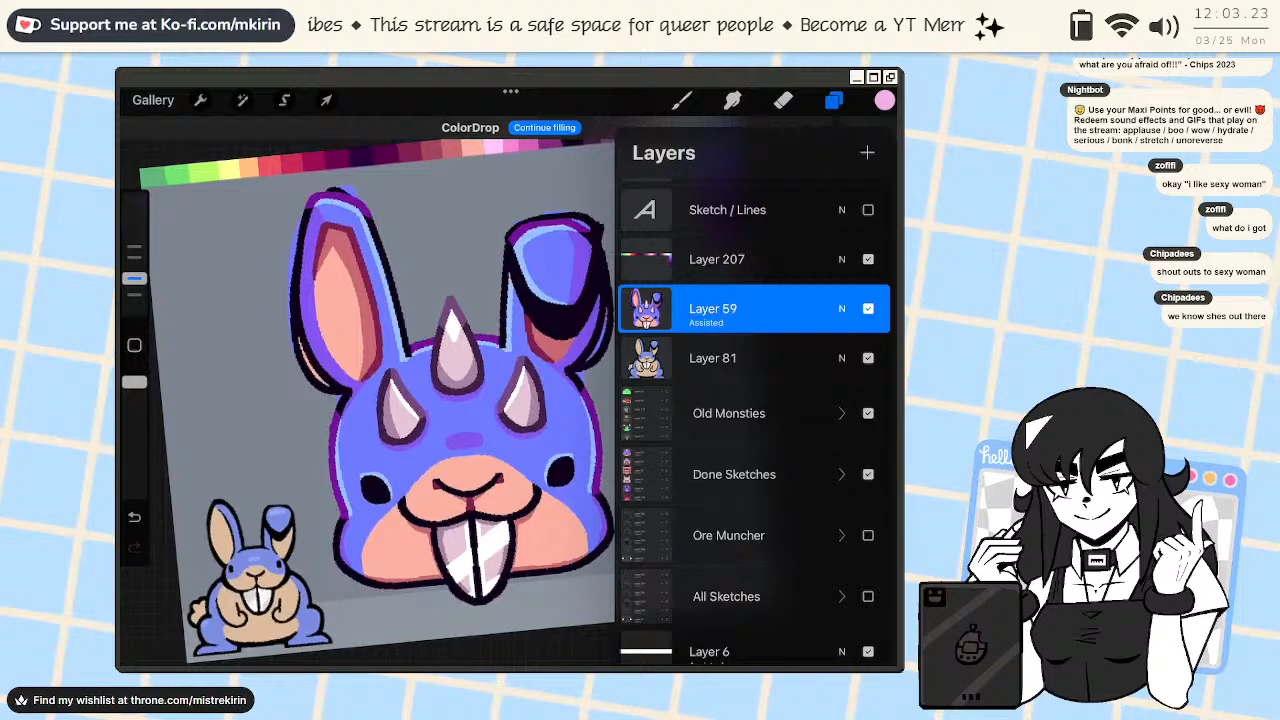 Support me at Ko-fi.com/mkirin
ibes ◆ This stream is a safe space for queer people ◆ Become a YT Mem
12:03.23
03/25 Mon
what are you afraid of!!!" - Chips 2023
Nightbot
Use your Maxi Points for good... or evil!
Redeem sound effects and GIFs that play on
the stream: applause / boo / wow / hydrate /
serious / bonk / stretch / unoreverse
zofifi
okay "i like sexy woman"
zofifi
what do i got
Chipadees
shout outs to sexy woman
Chipadees
we know shes out there
Gallery
ColorDrop
Continue filling
Layers
Sketch / Lines N
Layer 207 N
Layer 59 N
Assisted
Layer 81 N
Old Monsties
Done Sketches
Ore Muncher
All Sketches
Layer 6 N
hello
Find my wishlist at throne.com/mistrekirin